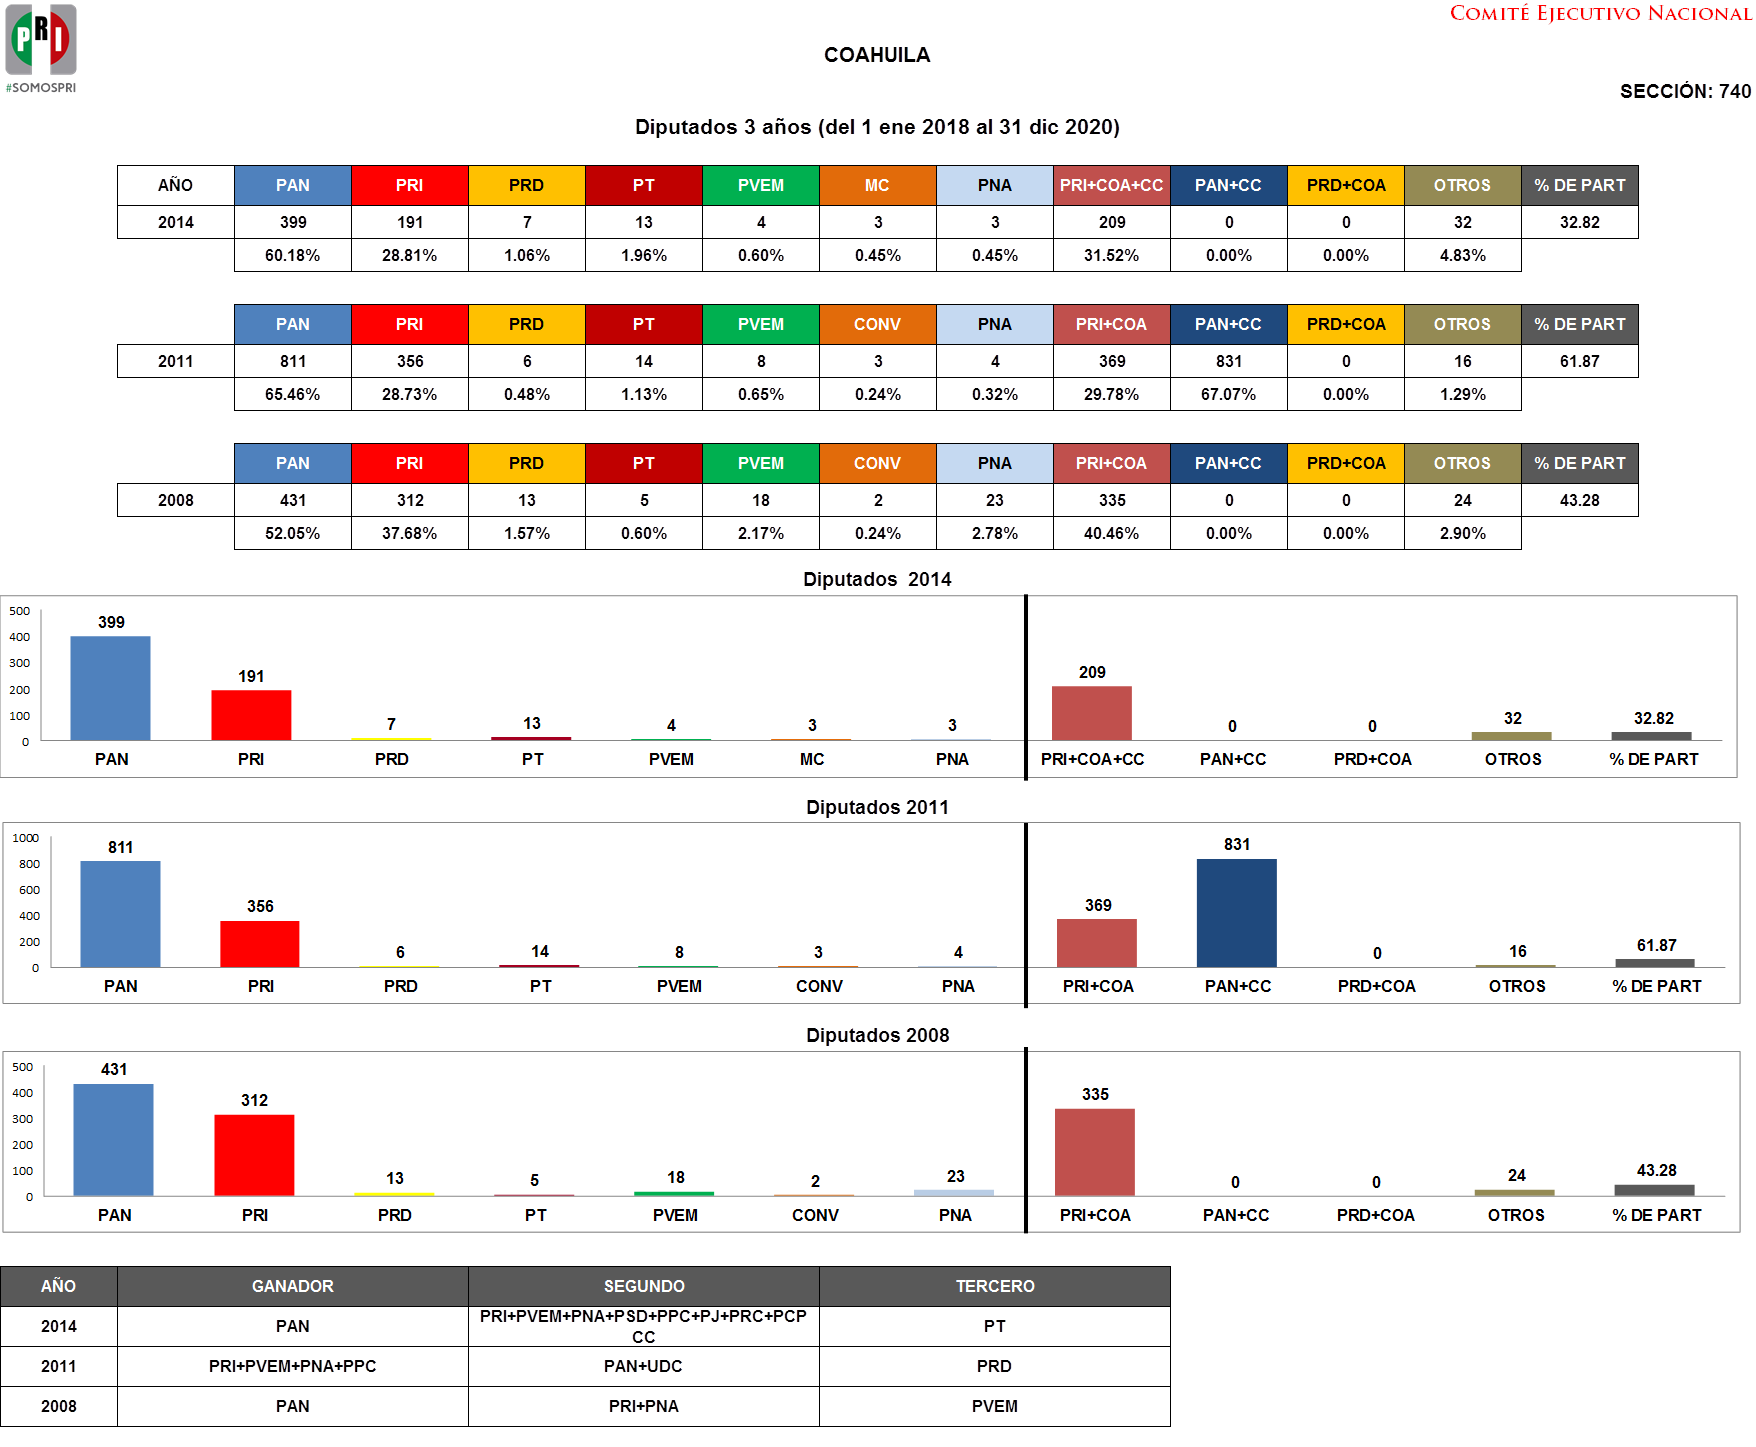 PRI
#SOMOSPRI
COMITÉ EJECUTIVO NACIONAL
COAHUILA
SECCIÓN: 740
Diputados 3 años (del 1 ene 2018 al 31 dic 2020)
AÑO PAN PRI PRD PT PVEM MC PNA PRI+COA+CC PAN+CC PRD+COA OTROS % DE PART
2014 399 191 7 13 4 3 3 209 0 0 32 32.82
60.18% 28.81% 1.06% 1.96% 0.60% 0.45% 0.45% 31.52% 0.00% 0.00% 4.83%
PAN PRI PRD PT PVEM CONV PNA PRI+COA PAN+CC PRD+COA OTROS % DE PART
2011 811 356 6 14 8 3 4 369 831 0 16 61.87
65.46% 28.73% 0.48% 1.13% 0.65% 0.24% 0.32% 29.78% 67.07% 0.00% 1.29%
PAN PRI PRD PT PVEM CONV PNA PRI+COA PAN+CC PRD+COA OTROS % DE PART
2008 431 312 13 5 18 2 23 335 0 0 24 43.28
52.05% 37.68% 1.57% 0.60% 2.17% 0.24% 2.78% 40.46% 0.00% 0.00% 2.90%
Diputados 2014
500
400
300
200
100
0
399 191 7 13 4 3 3 209 0 0 32 32.82
PAN PRI PRD PT PVEM MC PNA PRI+COA+CC PAN+CC PRD+COA OTROS % DE PART
Diputados 2011
1000
800
600
400
200
0
811 356 6 14 8 3 4 369 831 0 16 61.87
PAN PRI PRD PT PVEM CONV PNA PRI+COA PAN+CC PRD+COA OTROS % DE PART
Diputados 2008
500
400
300
200
100
0
431 312 13 5 18 2 23 335 0 0 24 43.28
PAN PRI PRD PT PVEM CONV PNA PRI+COA PAN+CC PRD+COA OTROS % DE PART
AÑO GANADOR SEGUNDO TERCERO
2014 PAN PRI+PVEM+PNA+PSD+PPC+PJ+PRC+PCP
CC PT
2011 PRI+PVEM+PNA+PPC PAN+UDC PRD
2008 PAN PRI+PNA PVEM